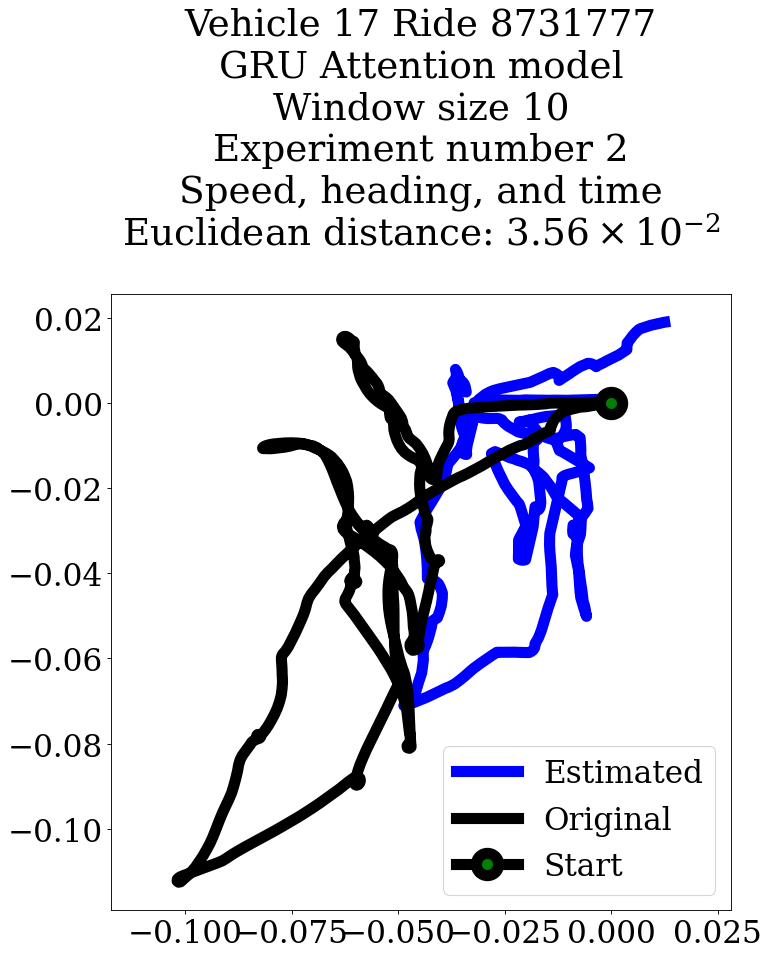 Vehicle 17 Ride 8731777
GRU Attention model
Window size 10
Experiment number 2
Speed, heading, and time
Euclidean distance: 3.56 × 10⁻²
0.02
0.00
−0.02
−0.04
−0.06
−0.08
−0.10
Estimated
Original
Start
−0.100 −0.075 −0.050 −0.025 0.000 0.025